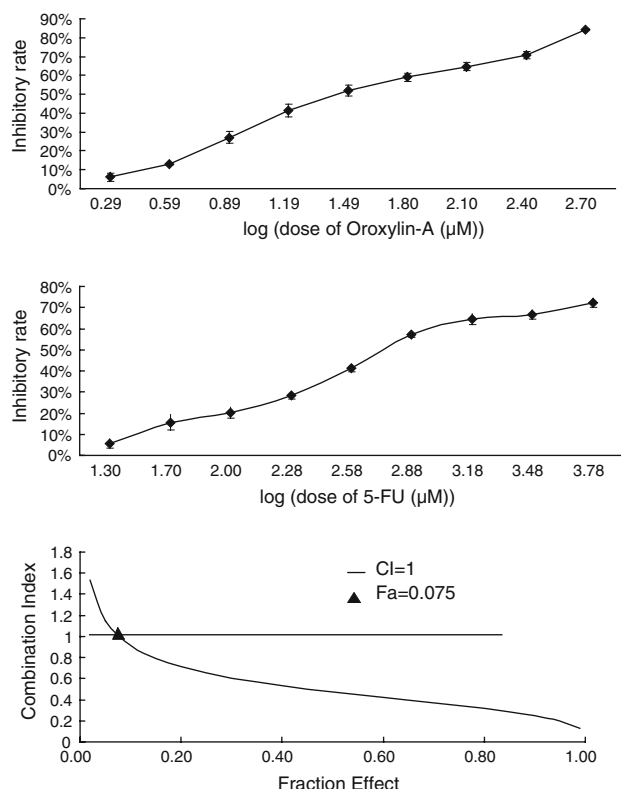 90%
80%
70%
60%
50%
40%
30%
20%
10%
0%
Inhibitory rate
0.29 0.59 0.89 1.19 1.49 1.80 2.10 2.40 2.70
log (dose of Oroxylin-A (μM))
80%
70%
60%
50%
40%
30%
20%
10%
0%
Inhibitory rate
1.30 1.70 2.00 2.28 2.58 2.88 3.18 3.48 3.78
log (dose of 5-FU (μM))
1.8
1.6
1.4
1.2
1
0.8
0.6
0.4
0.2
0
Combination Index
CI=1
Fa=0.075
0.00 0.20 0.40 0.60 0.80 1.00
Fraction Effect